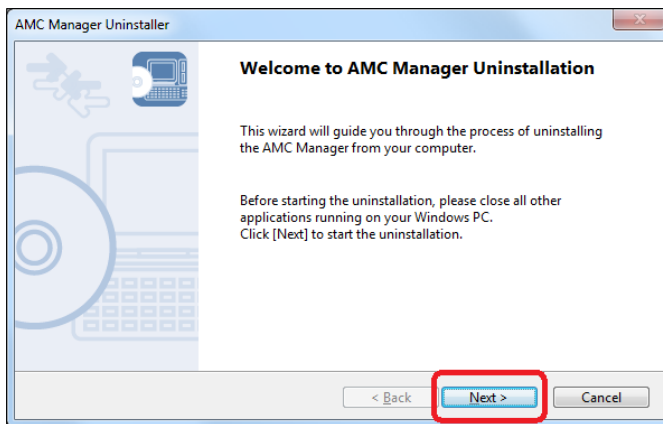 AMC Manager Uninstaller
Welcome to AMC Manager Uninstallation
This wizard will guide you through the process of uninstalling
the AMC Manager from your computer.
Before starting the uninstallation, please close all other
applications running on your Windows PC.
Click [Next] to start the uninstallation.
< Back
Next >
Cancel